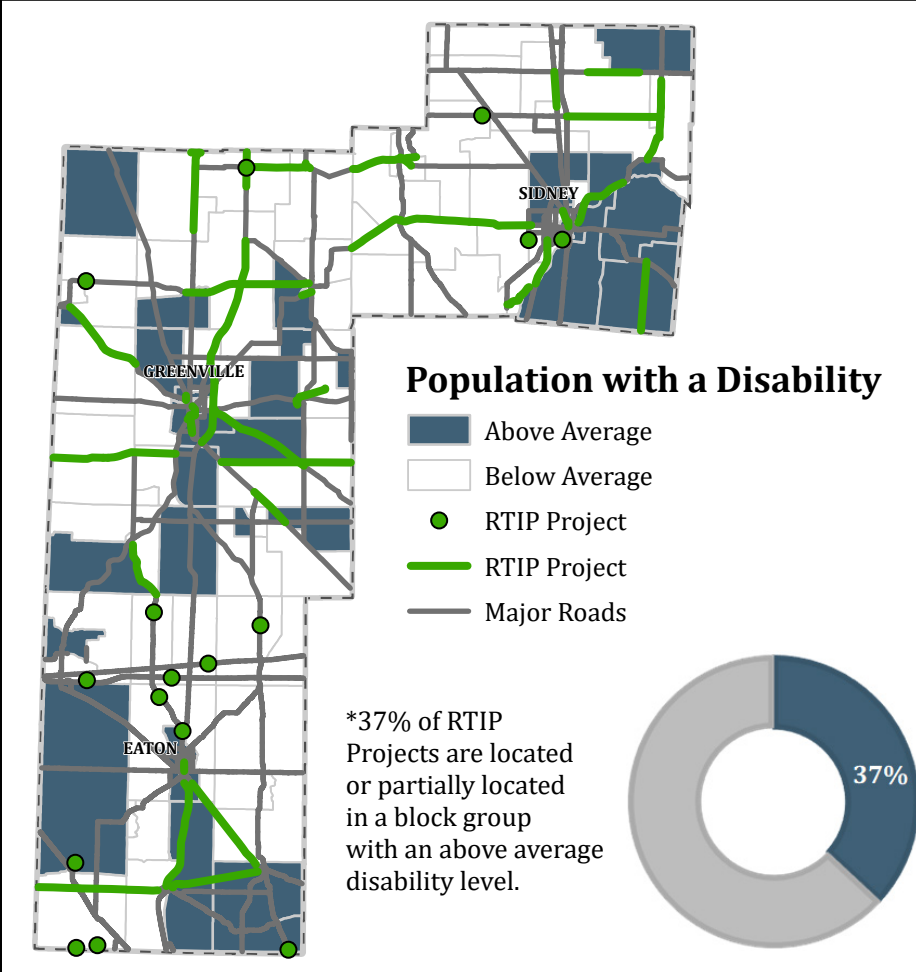 SIDNEY
GREENVILLE
Population with a Disability
Above Average
Below Average
RTIP Project
RTIP Project
Major Roads
*37% of RTIP
Projects are located
or partially located
in a block group
with an above average
disability level.
37%
EATON